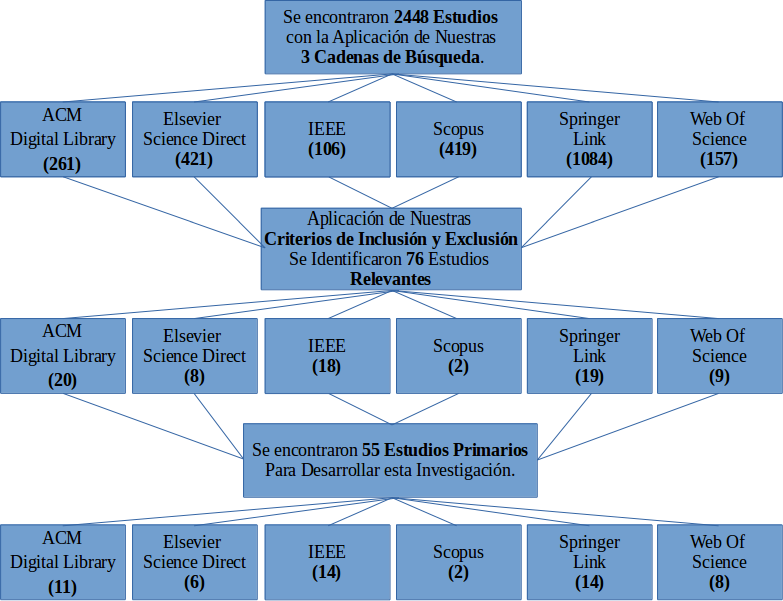 Se encontraron 2448 Estudios
con la Aplicación de Nuestras
3 Cadenas de Búsqueda.
ACM
Digital Library
(261)
Elsevier
Science Direct
(421)
IEEE
(106)
Scopus
(419)
Springer
Link
(1084)
Web Of
Science
(157)
Aplicación de Nuestras
Criterios de Inclusión y Exclusión
Se Identificaron 76 Estudios
Relevantes
ACM
Digital Library
(20)
Elsevier
Science Direct
(8)
IEEE
(18)
Scopus
(2)
Springer
Link
(19)
Web Of
Science
(9)
Se encontraron 55 Estudios Primarios
Para Desarrollar esta Investigación.
ACM
Digital Library
(11)
Elsevier
Science Direct
(6)
IEEE
(14)
Scopus
(2)
Springer
Link
(14)
Web Of
Science
(8)